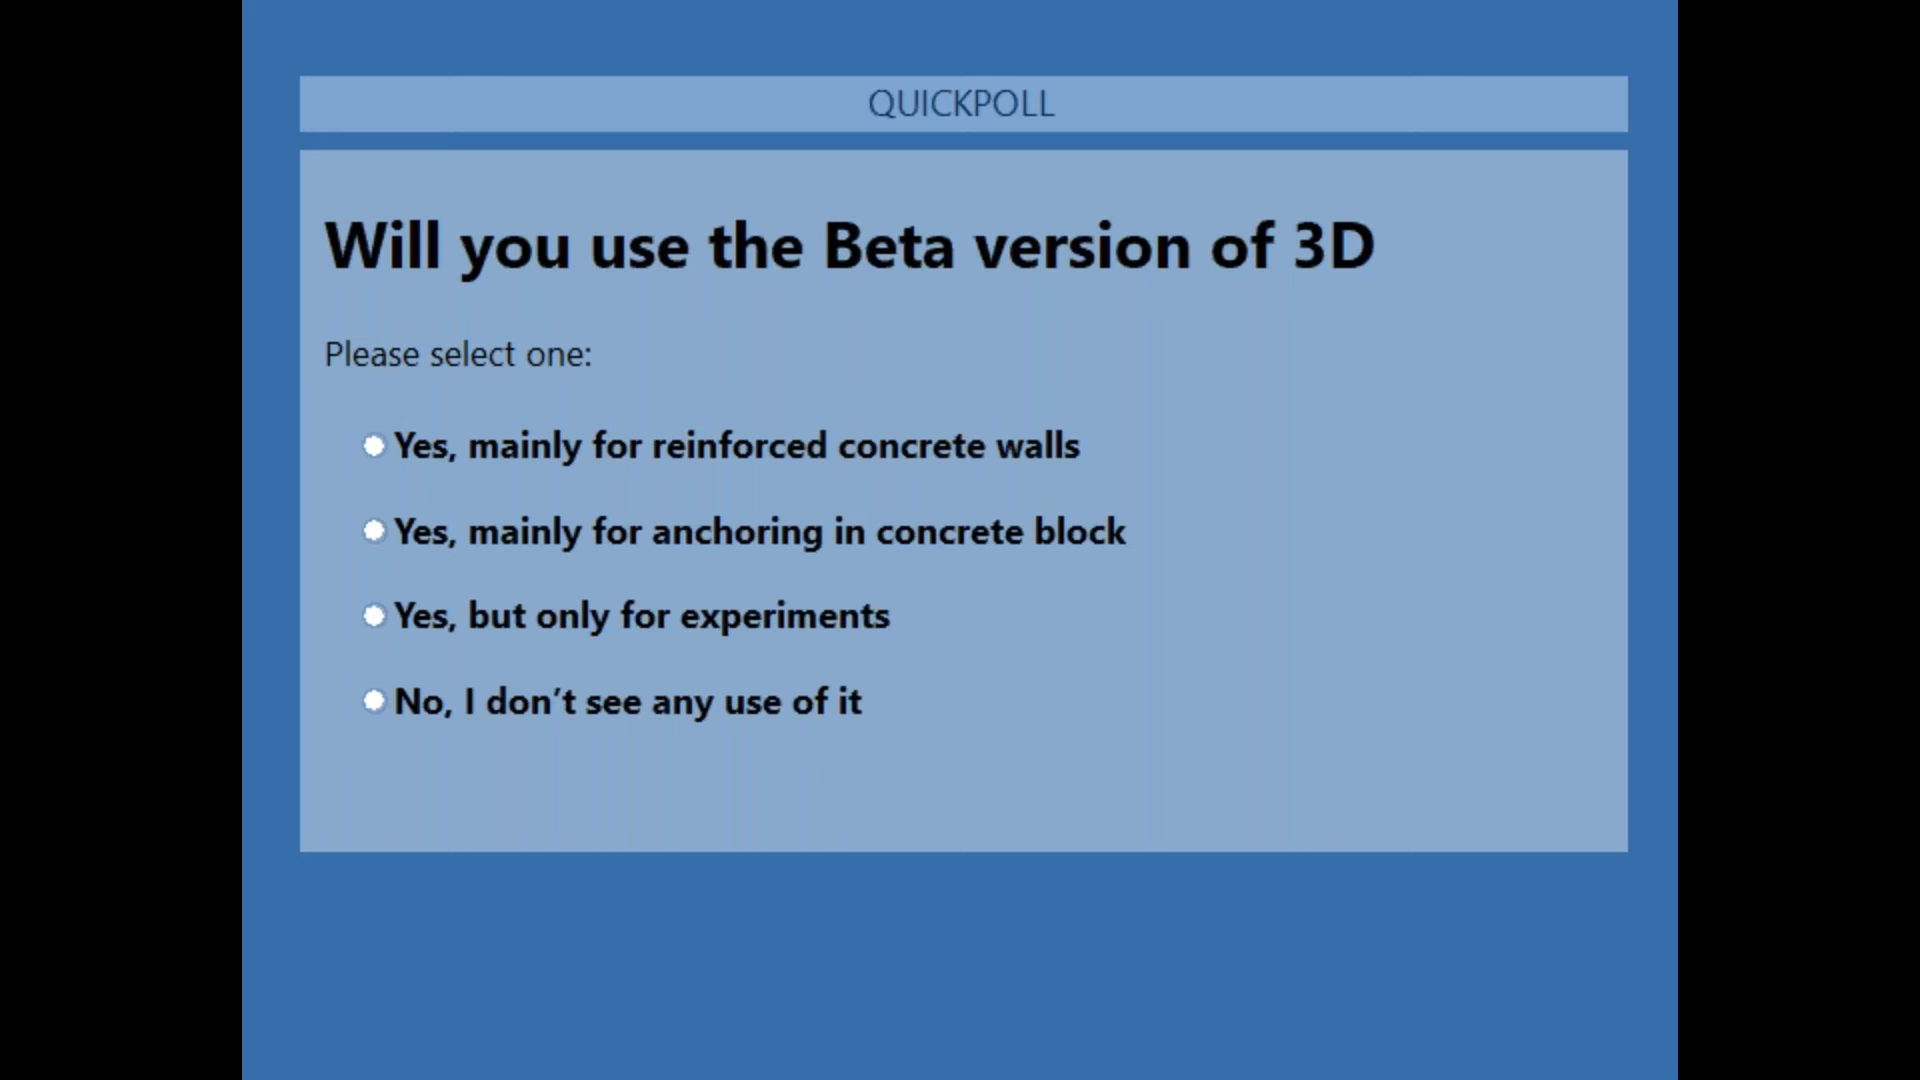 QUICKPOLL
Will you use the Beta version of 3D
Please select one:
Yes, mainly for reinforced concrete walls
Yes, mainly for anchoring in concrete block
Yes, but only for experiments
No, I don’t see any use of it